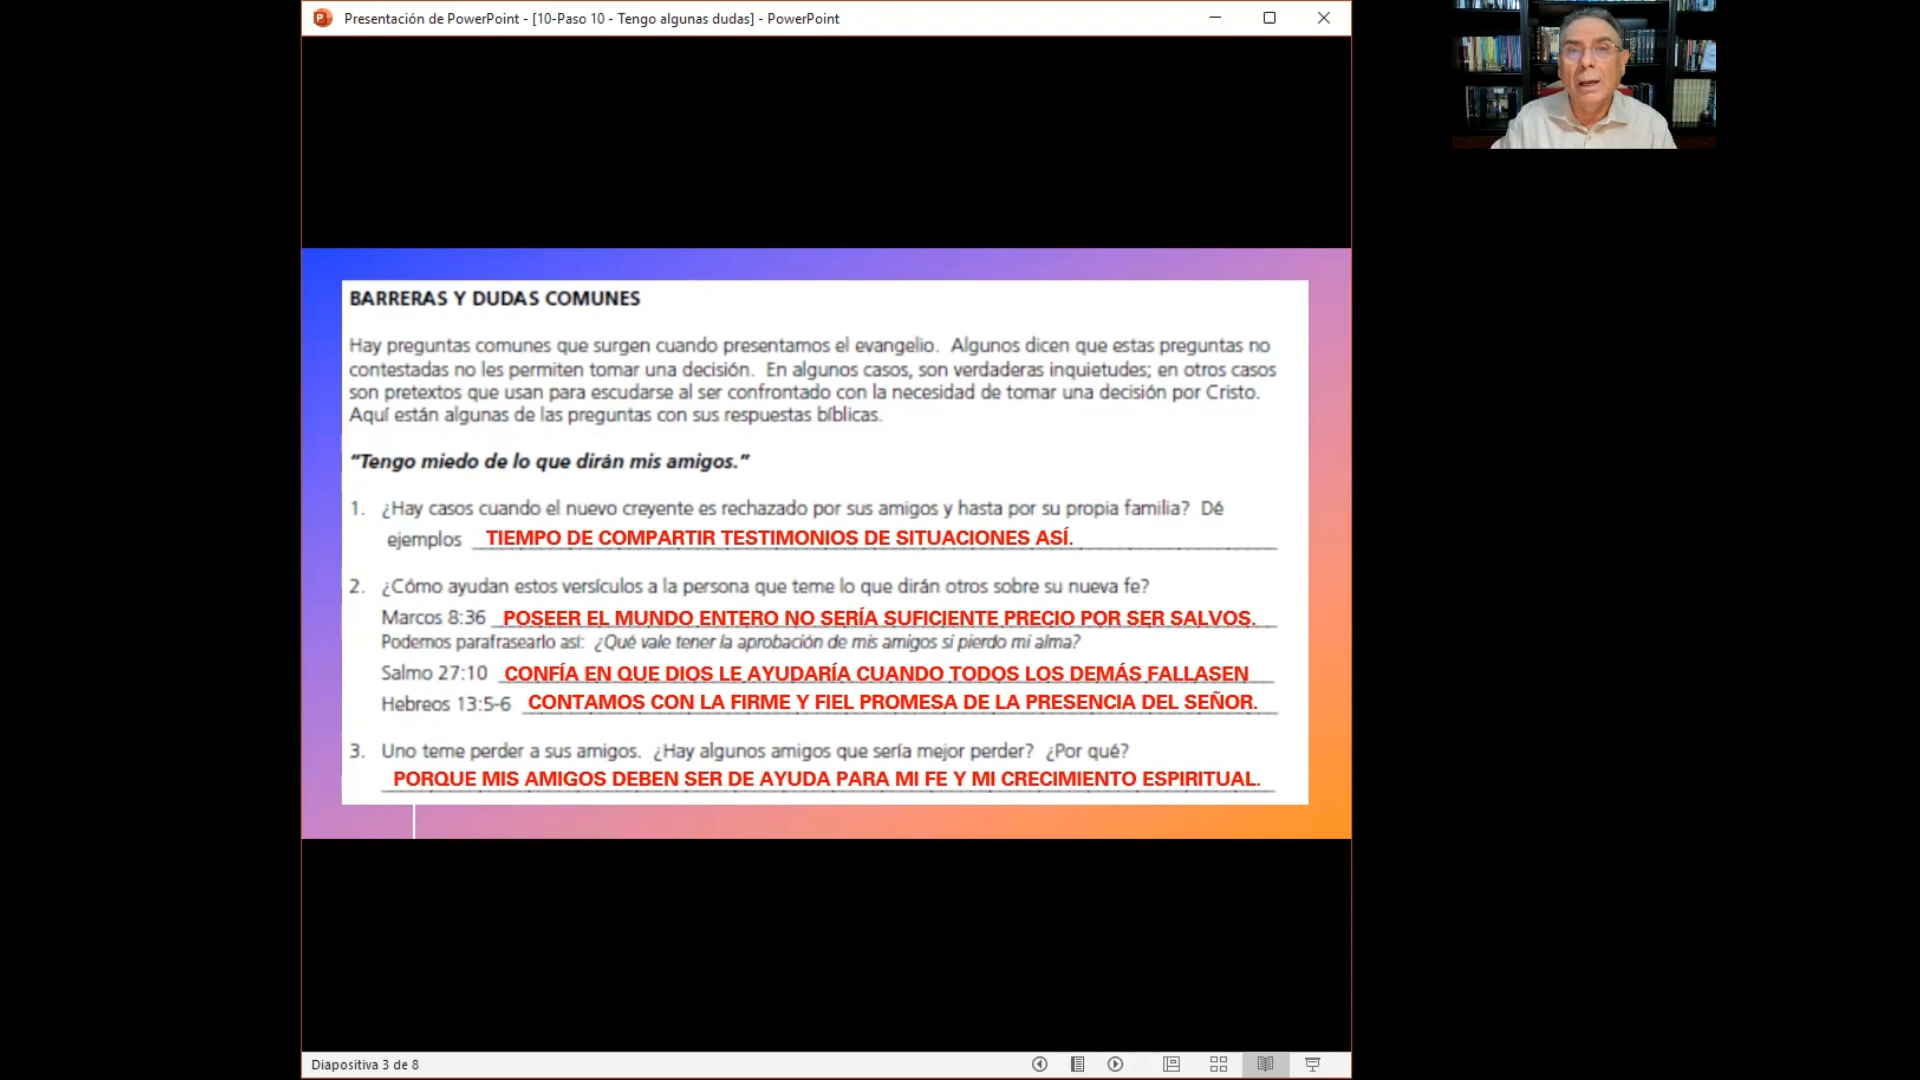 Presentación de PowerPoint - [10-Paso 10 - Tengo algunas dudas] - PowerPoint
BARRERAS Y DUDAS COMUNES
Hay preguntas comunes que surgen cuando presentamos el evangelio. Algunos dicen que estas preguntas no
contestadas no les permiten tomar una decisión. En algunos casos, son verdaderas inquietudes; en otros casos
son pretextos que usan para escudarse al ser confrontado con la necesidad de tomar una decisión por Cristo.
Aquí están algunas de las preguntas con sus respuestas bíblicas.
"Tengo miedo de lo que dirán mis amigos."
1. ¿Hay casos cuando el nuevo creyente es rechazado por sus amigos y hasta por su propia familia? Dé
ejemplos TIEMPO DE COMPARTIR TESTIMONIOS DE SITUACIONES ASÍ.
2. ¿Cómo ayudan estos versículos a la persona que teme lo que dirán otros sobre su nueva fe?
Marcos 8:36 POSEER EL MUNDO ENTERO NO SERÍA SUFICIENTE PRECIO POR SER SALVOS.
Podemos parafrasearlo así: ¿Qué vale tener la aprobación de mis amigos si pierdo mi alma?
Salmo 27:10 CONFÍA EN QUE DIOS LE AYUDARÍA CUANDO TODOS LOS DEMÁS FALLASEN
Hebreos 13:5-6 CONTAMOS CON LA FIRME Y FIEL PROMESA DE LA PRESENCIA DEL SEÑOR.
3. Uno teme perder a sus amigos. ¿Hay algunos amigos que sería mejor perder? ¿Por qué?
PORQUE MIS AMIGOS DEBEN SER DE AYUDA PARA MI FE Y MI CRECIMIENTO ESPIRITUAL.
Diapositiva 3 de 8